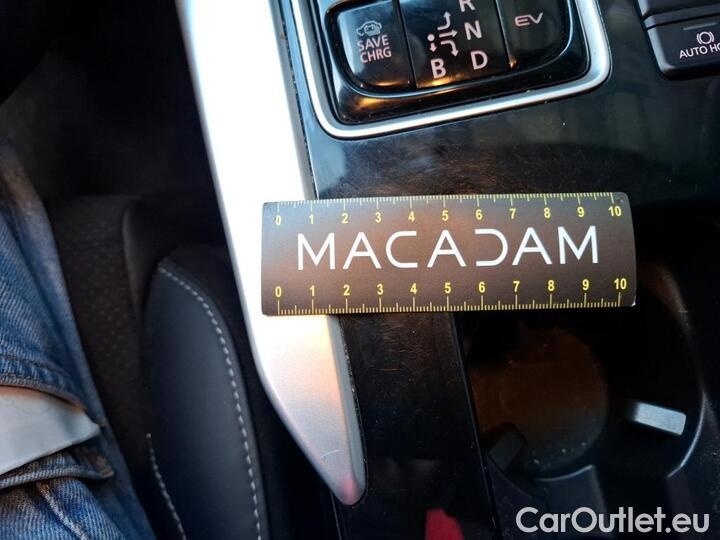 R
SAVE
CHRG
N
EV
B D
AUTO HO
0 1 2 3 4 5 6 7 8 9 10
MACADAM
0 1 2 3 4 5 6 7 8 9 10
CarOutlet.eu